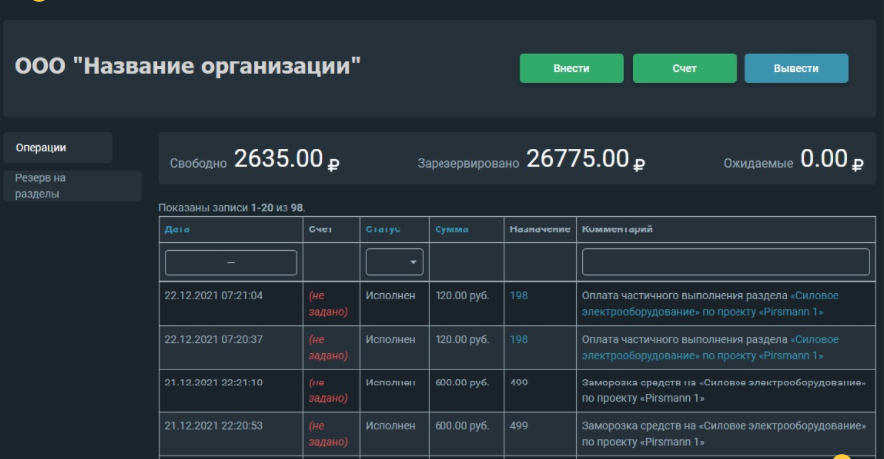 ООО "Название организации"
Внести
Счет
Вывести
Операции
Резерв на
разделы
Свободно 2635.00 ₽
Зарезервировано 26775.00 ₽
Ожидаемые 0.00 ₽
Показаны записи 1-20 из 98.
Дата Счет Статус Сумма Назначение Комментарий
–
22.12.2021 07:21:04 (не Исполнен 120.00 руб. 198 Оплата частичного выполнения раздела «Силовое
задано) электрооборудование» по проекту «Pirsmann 1»
22.12.2021 07:20:37 (не Исполнен 120.00 руб. 198 Оплата частичного выполнения раздела «Силовое
задано) электрооборудование» по проекту «Pirsmann 1»
21.12.2021 22:21:10 (не Исполнен 600.00 руб. 499 Заморозка средств на «Силовое электрооборудование»
задано) по проекту «Pirsmann 1»
21.12.2021 22:20:53 (не Исполнен 600.00 руб. 499 Заморозка средств на «Силовое электрооборудование»
задано) по проекту «Pirsmann 1»